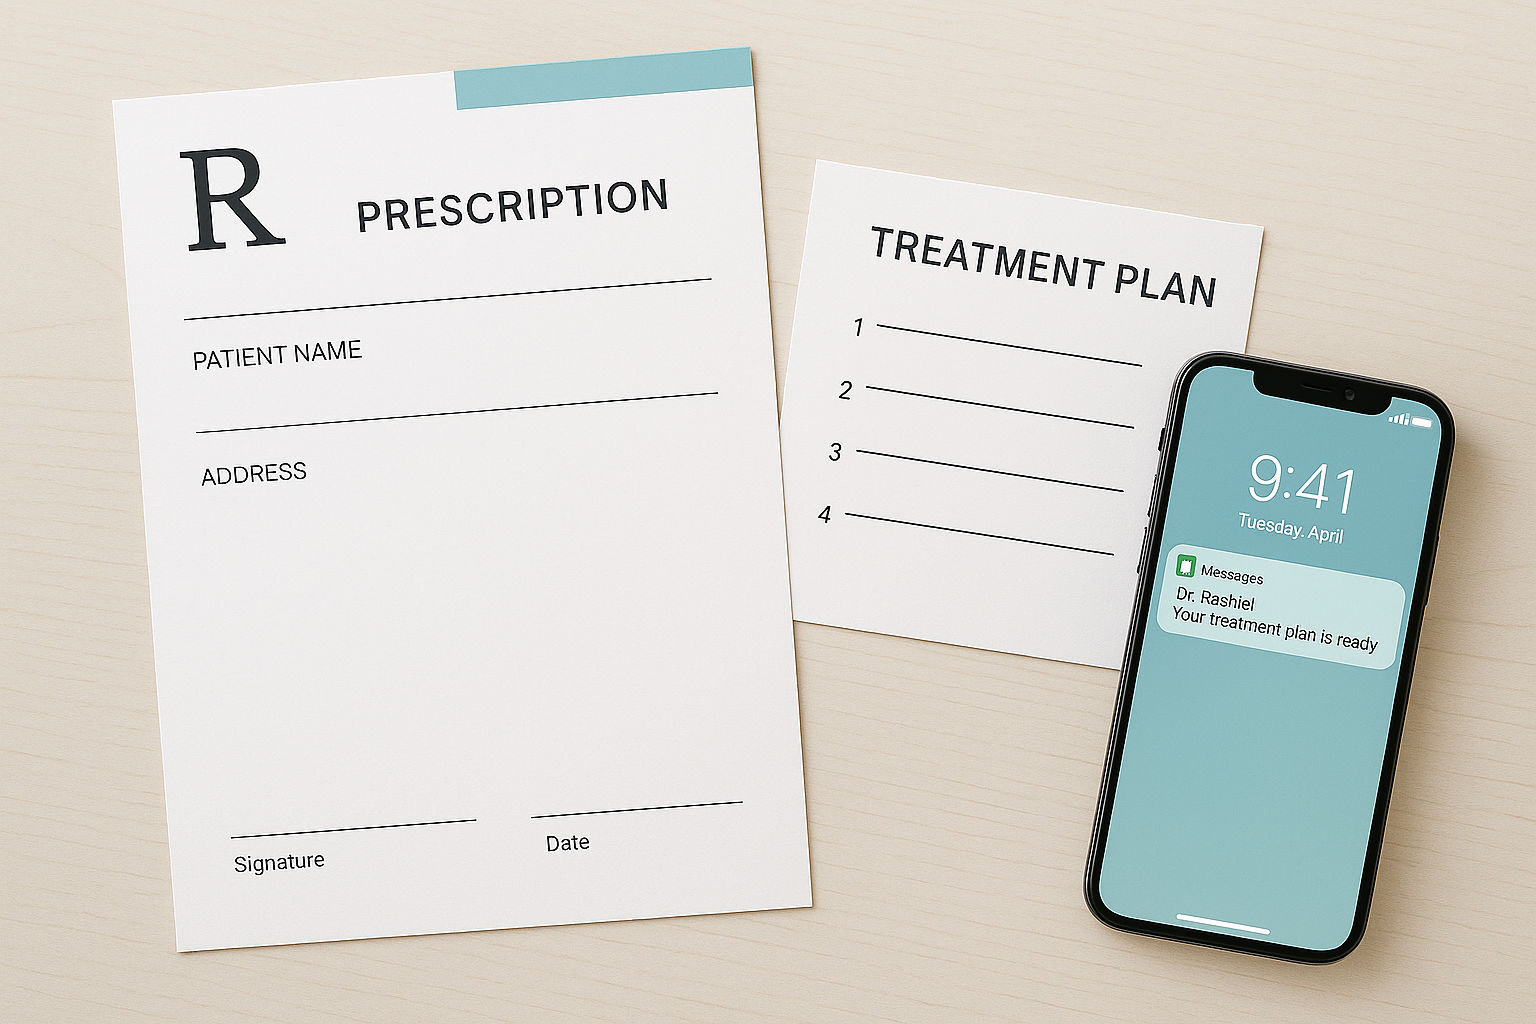 R PRESCRIPTION
PATIENT NAME
ADDRESS
Signature Date
TREATMENT PLAN
1
2
3
4
9:41
Tuesday. April
Messages
Dr. Rashiel
Your treatment plan is ready